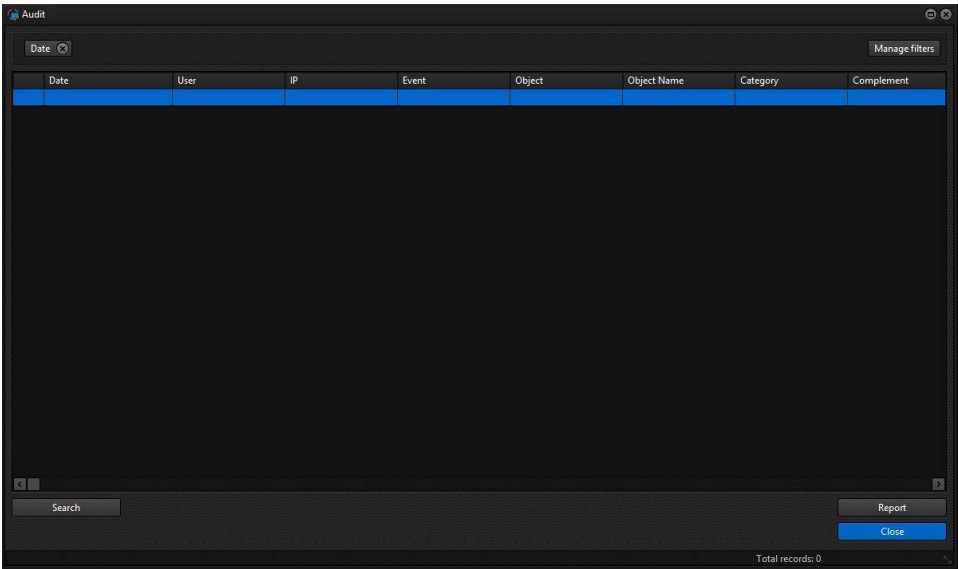 Audit
Date
Manage filters
Date User IP Event Object Object Name Category Complement
Search
Report
Close
Total records: 0